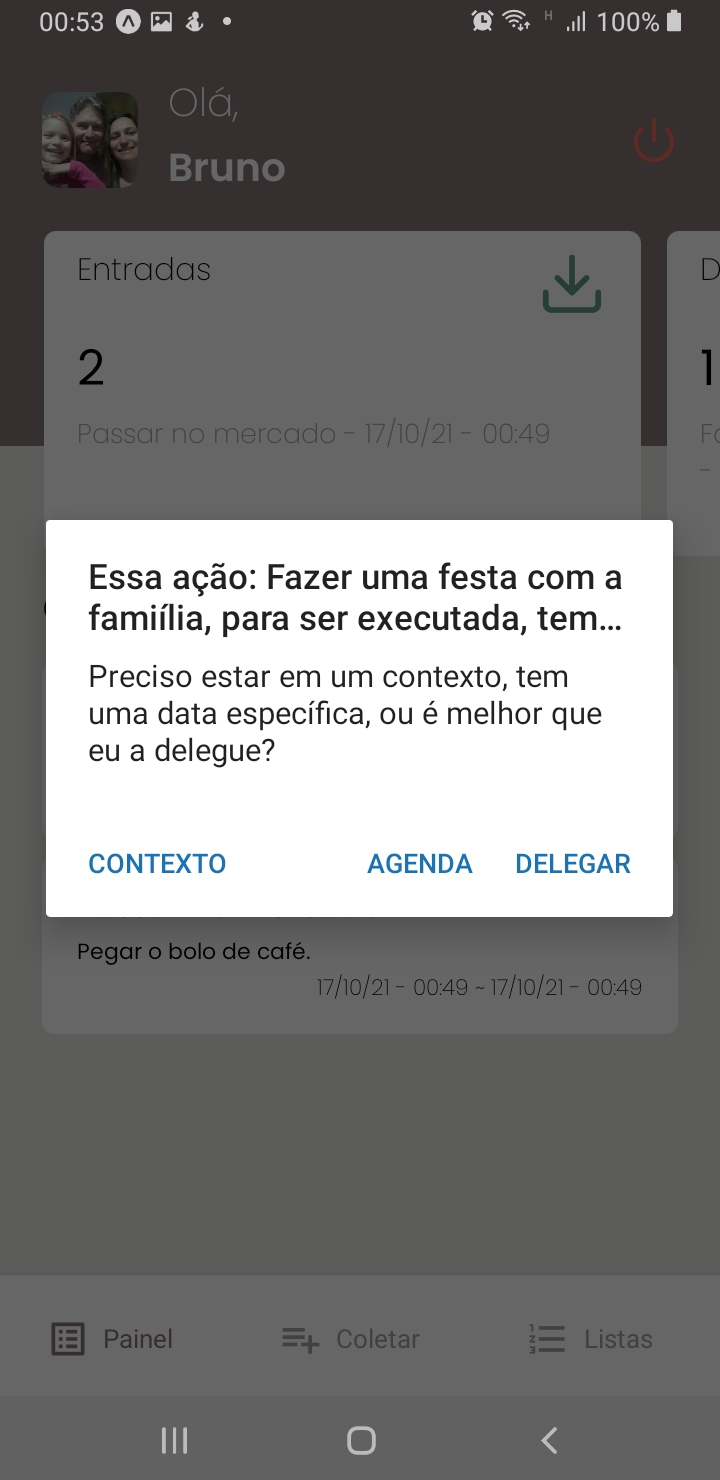 00:53
H
100%
Olá,
Bruno
Entradas
D
2
1
Passar no mercado - 17/10/21 - 00:49
-
Essa ação: Fazer uma festa com a
famiília, para ser executada, tem...
Preciso estar em um contexto, tem
uma data específica, ou é melhor que
eu a delegue?
CONTEXTO
AGENDA
DELEGAR
Pegar o bolo de café.
17/10/21 - 00:49 ~ 17/10/21 - 00:49
Painel
Coletar
Listas